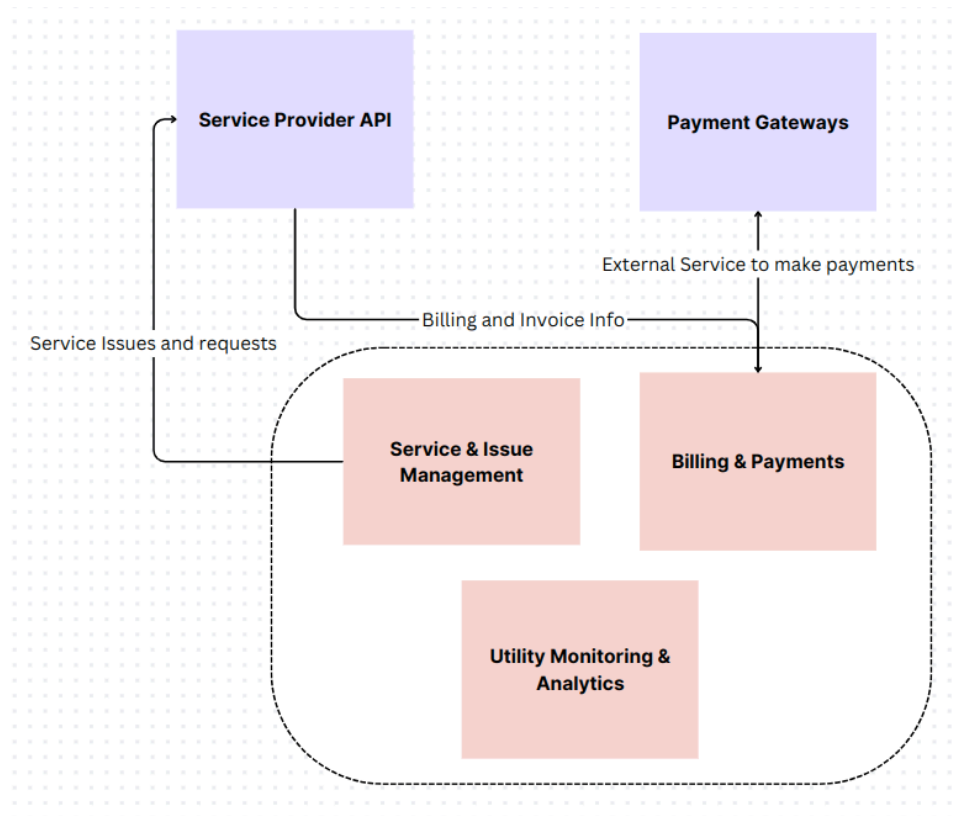 Service Provider API
Payment Gateways
External Service to make payments
Billing and Invoice Info
Service Issues and requests
Service & Issue
Management
Billing & Payments
Utility Monitoring &
Analytics